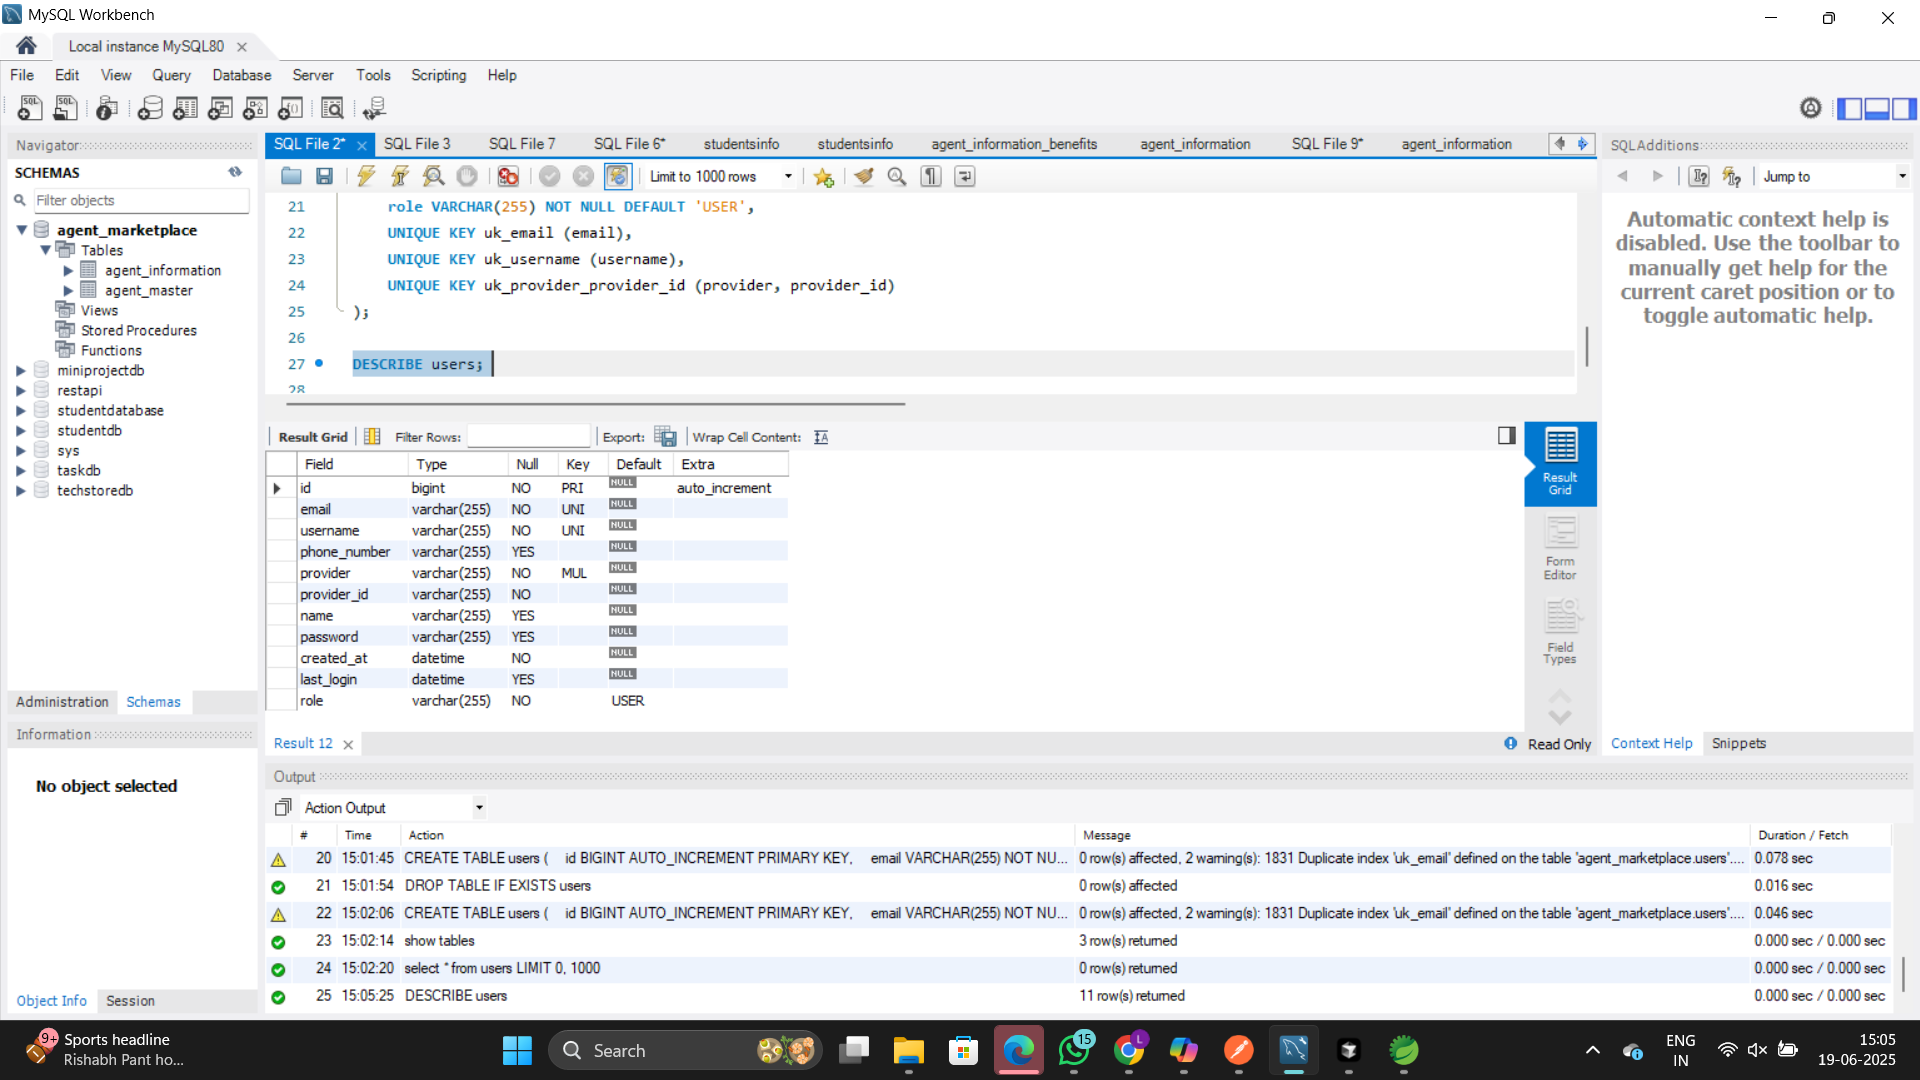 MySQL Workbench
Local instance MySQL80
File Edit View Query Database Server Tools Scripting Help
Navigator
SCHEMAS
Filter objects
agent_marketplace
Tables
agent_information
agent_master
Views
Stored Procedures
Functions
miniprojectdb
restapi
studentdatabase
studentdb
sys
taskdb
techstoredb
Administration Schemas
Information
No object selected
Object Info Session
SQL File 2* SQL File 3 SQL File 7 SQL File 6* studentsinfo studentsinfo agent_information_benefits agent_information SQL File 9* agent_information
Limit to 1000 rows
21 role VARCHAR(255) NOT NULL DEFAULT 'USER',
22 UNIQUE KEY uk_email (email),
23 UNIQUE KEY uk_username (username),
24 UNIQUE KEY uk_provider_provider_id (provider, provider_id)
25 );
26
27 DESCRIBE users;
28
Result Grid Filter Rows: Export: Wrap Cell Content:
Field Type Null Key Default Extra
id bigint NO PRI NULL auto_increment
email varchar(255) NO UNI NULL
username varchar(255) NO UNI NULL
phone_number varchar(255) YES NULL
provider varchar(255) NO MUL NULL
provider_id varchar(255) NO NULL
name varchar(255) YES NULL
password varchar(255) YES NULL
created_at datetime NO NULL
last_login datetime YES NULL
role varchar(255) NO USER
Result Grid
Form Editor
Field Types
Result 12
Read Only
SQLAdditions
Jump to
Automatic context help is
disabled. Use the toolbar to
manually get help for the
current caret position or to
toggle automatic help.
Context Help Snippets
Output
Action Output
# Time Action Message Duration / Fetch
20 15:01:45 CREATE TABLE users ( id BIGINT AUTO_INCREMENT PRIMARY KEY, email VARCHAR(255) NOT NU... 0 row(s) affected, 2 warning(s): 1831 Duplicate index 'uk_email' defined on the table 'agent_marketplace.users'.... 0.078 sec
21 15:01:54 DROP TABLE IF EXISTS users 0 row(s) affected 0.016 sec
22 15:02:06 CREATE TABLE users ( id BIGINT AUTO_INCREMENT PRIMARY KEY, email VARCHAR(255) NOT NU... 0 row(s) affected, 2 warning(s): 1831 Duplicate index 'uk_email' defined on the table 'agent_marketplace.users'.... 0.046 sec
23 15:02:14 show tables 3 row(s) returned 0.000 sec / 0.000 sec
24 15:02:20 select * from users LIMIT 0, 1000 0 row(s) returned 0.000 sec / 0.000 sec
25 15:05:25 DESCRIBE users 11 row(s) returned 0.000 sec / 0.000 sec
9+
Sports headline
Rishabh Pant ho...
Search
15
L
ENG
IN
15:05
19-06-2025